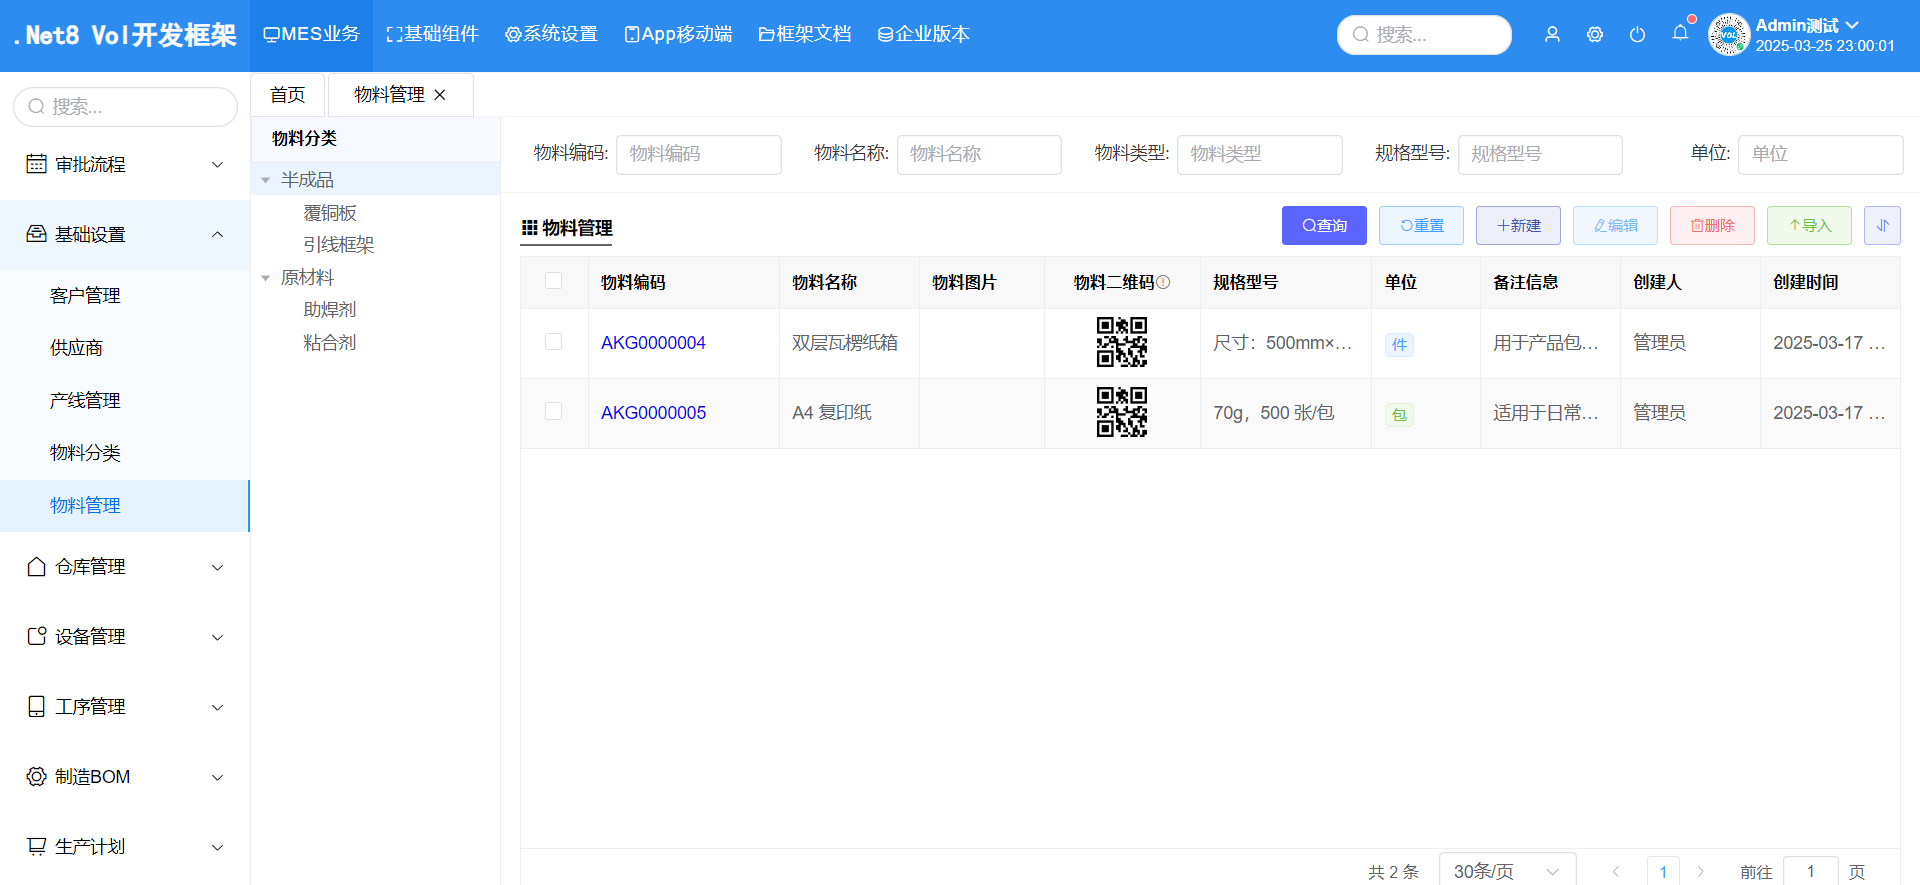 .Net8 Vol开发框架
MES业务 基础组件 系统设置 App移动端 框架文档 企业版本
搜索...
Admin测试
2025-03-25 23:00:01
搜索...
审批流程
基础设置
客户管理
供应商
产线管理
物料分类
物料管理
仓库管理
设备管理
工序管理
制造BOM
生产计划
首页 物料管理
物料分类
半成品
覆铜板
引线框架
原材料
助焊剂
粘合剂
物料编码: 物料编码 物料名称: 物料名称 物料类型: 物料类型 规格型号: 规格型号 单位: 单位
物料管理
查询 重置 新建 编辑 删除 导入
物料编码 物料名称 物料图片 物料二维码 规格型号 单位 备注信息 创建人 创建时间
AKG0000004 双层瓦楞纸箱 尺寸：500mm×... 件 用于产品包... 管理员 2025-03-17 ...
AKG0000005 A4 复印纸 70g，500 张/包 包 适用于日常... 管理员 2025-03-17 ...
共 2 条 30条/页 1 前往 1 页